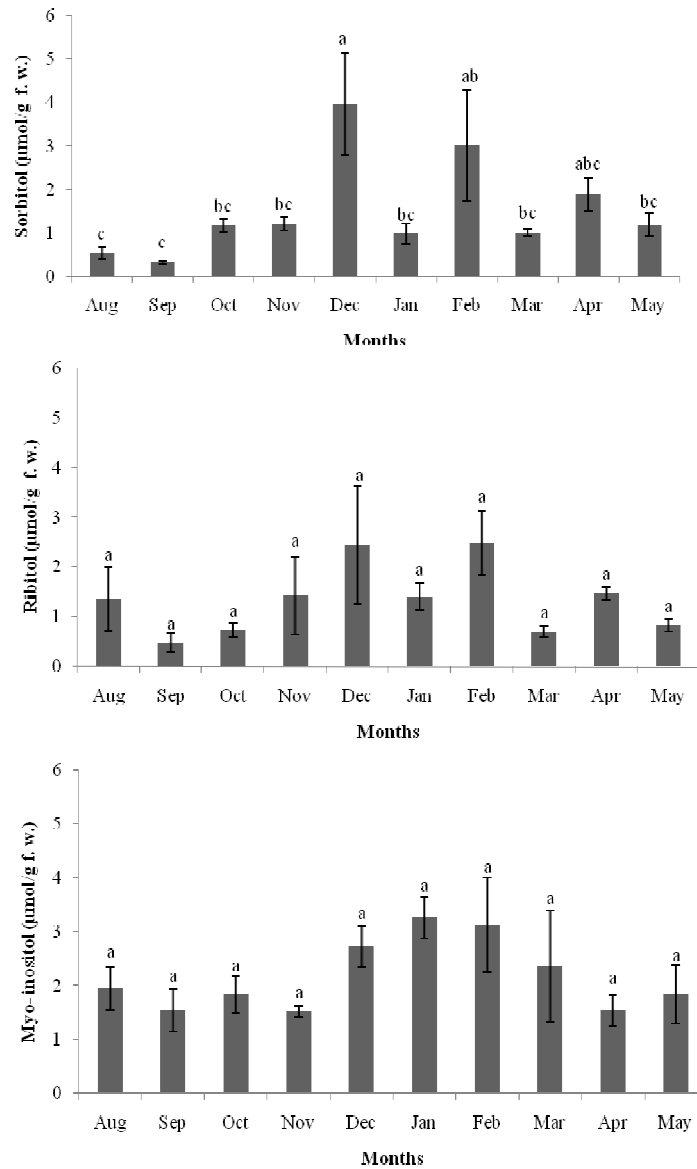 6
5
4
3
2
1
0
Sorbitol (µmol/g f. w.)
c c bc bc a bc ab bc abc bc
Aug Sep Oct Nov Dec Jan Feb Mar Apr May
Months
6
5
4
3
2
1
0
Ribitol (µmol/g f. w.)
a a a a a a a a a a
Aug Sep Oct Nov Dec Jan Feb Mar Apr May
Months
6
5
4
3
2
1
0
Myo-inositol (µmol/g f. w.)
a a a a a a a a a a
Aug Sep Oct Nov Dec Jan Feb Mar Apr May
Months